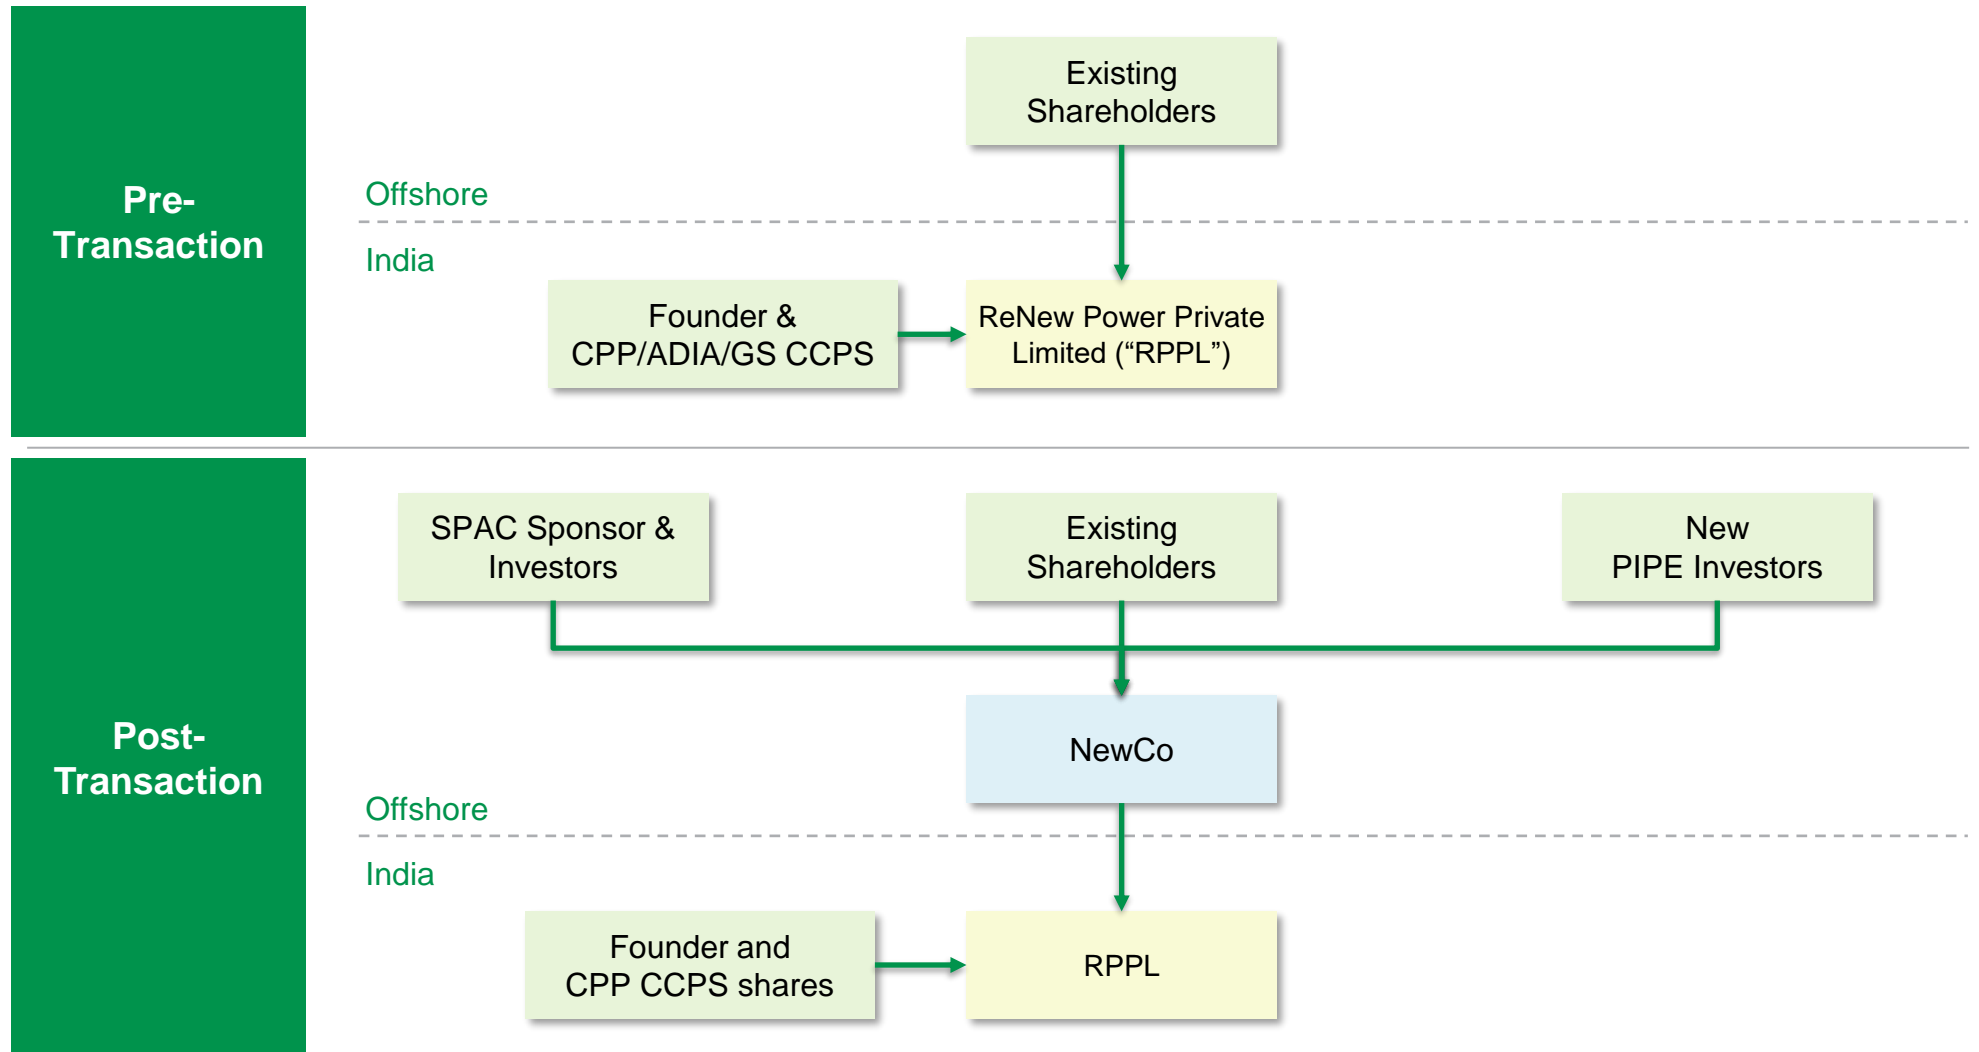 Pre-
Transaction
Existing
Shareholders
Offshore
India
Founder &
CPP/ADIA/GS CCPS
ReNew Power Private
Limited (“RPPL”)
Post-
Transaction
SPAC Sponsor &
Investors
Existing
Shareholders
New
PIPE Investors
NewCo
Offshore
India
Founder and
CPP CCPS shares
RPPL